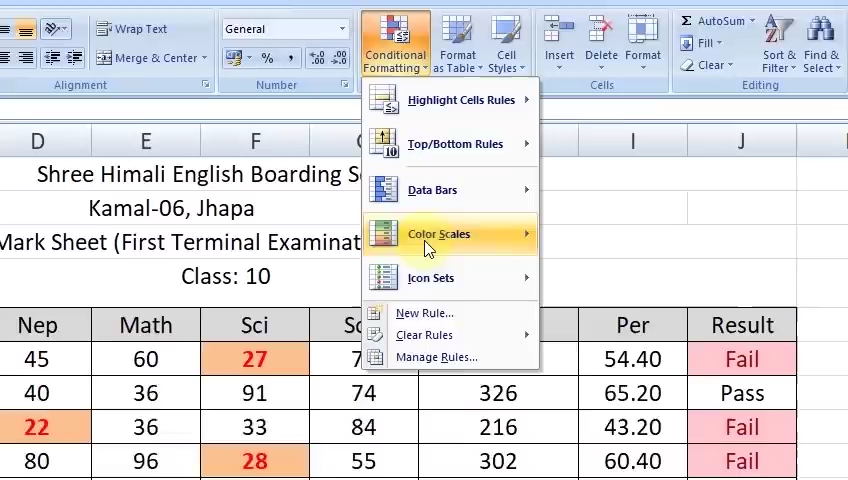 Wrap Text
General
Conditional Formatting
Format as Table
Cell Styles
Insert
Delete
Format
Σ AutoSum
Fill
Clear
Sort & Filter
Find & Select
Merge & Center
% ,
Alignment
Number
Cells
Editing
Highlight Cells Rules
Top/Bottom Rules
Data Bars
Color Scales
Icon Sets
New Rule...
Clear Rules
Manage Rules...
D E F I J
Shree Himali English Boarding
Kamal-06, Jhapa
Mark Sheet (First Terminal Examinat
Class: 10
Nep Math Sci Per Result
45 60 27 54.40 Fail
40 36 91 74 326 65.20 Pass
22 36 33 84 216 43.20 Fail
80 96 28 55 302 60.40 Fail